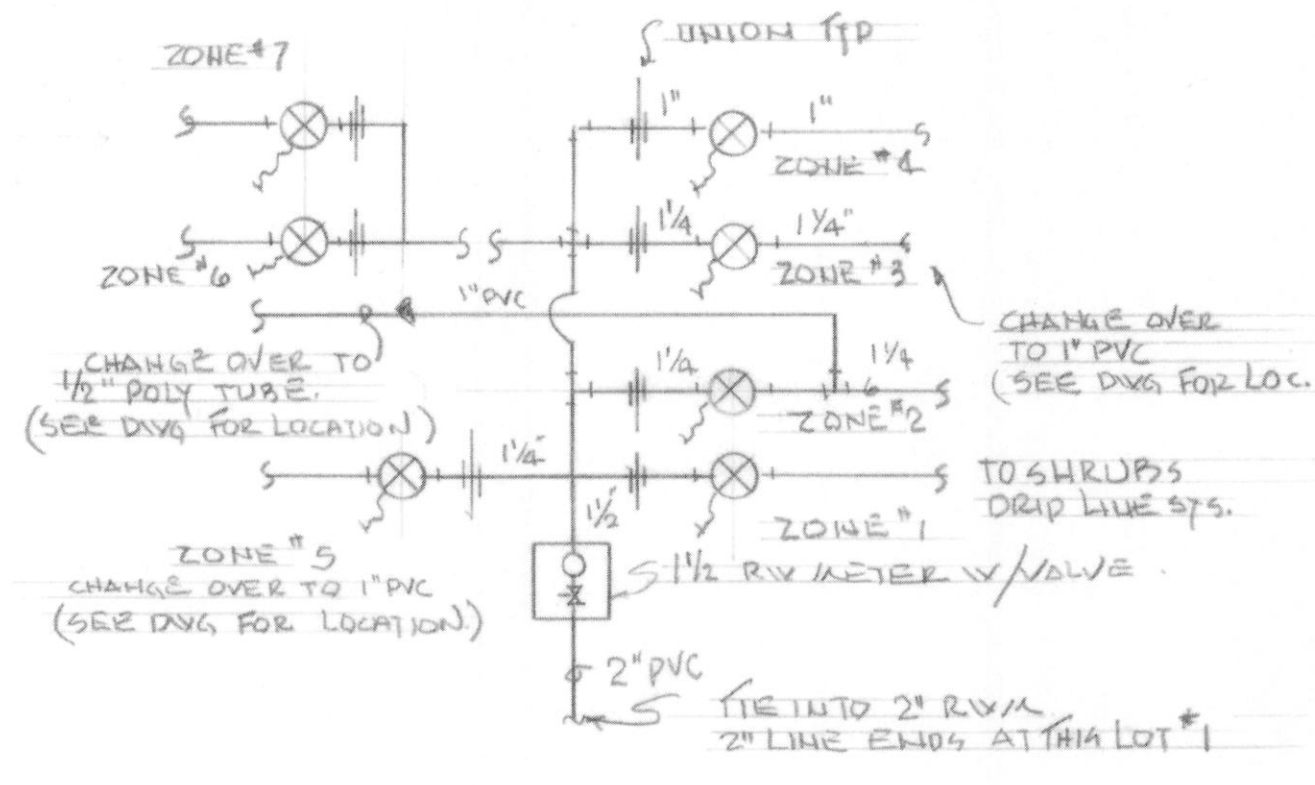 UNION TYP
ZONE #7
1"
1"
ZONE #4
1¼
1¼"
ZONE #3
ZONE #6
1" PVC
CHANGE OVER
TO 1" PVC
(SEE DWG FOR LOC.
CHANGE OVER TO
1/2" POLY TUBE.
(SEE DWG FOR LOCATION)
1¼
1¼
ZONE #2
1¼"
1½"
TO SHRUBS
DRIP LINE SYS.
ZONE #1
ZONE #5
CHANGE OVER TO 1" PVC
(SEE DWG FOR LOCATION.)
1½ RW METER W/VALVE
2" PVC
TIE INTO 2" RWM
2" LINE ENDS AT THIS LOT #1